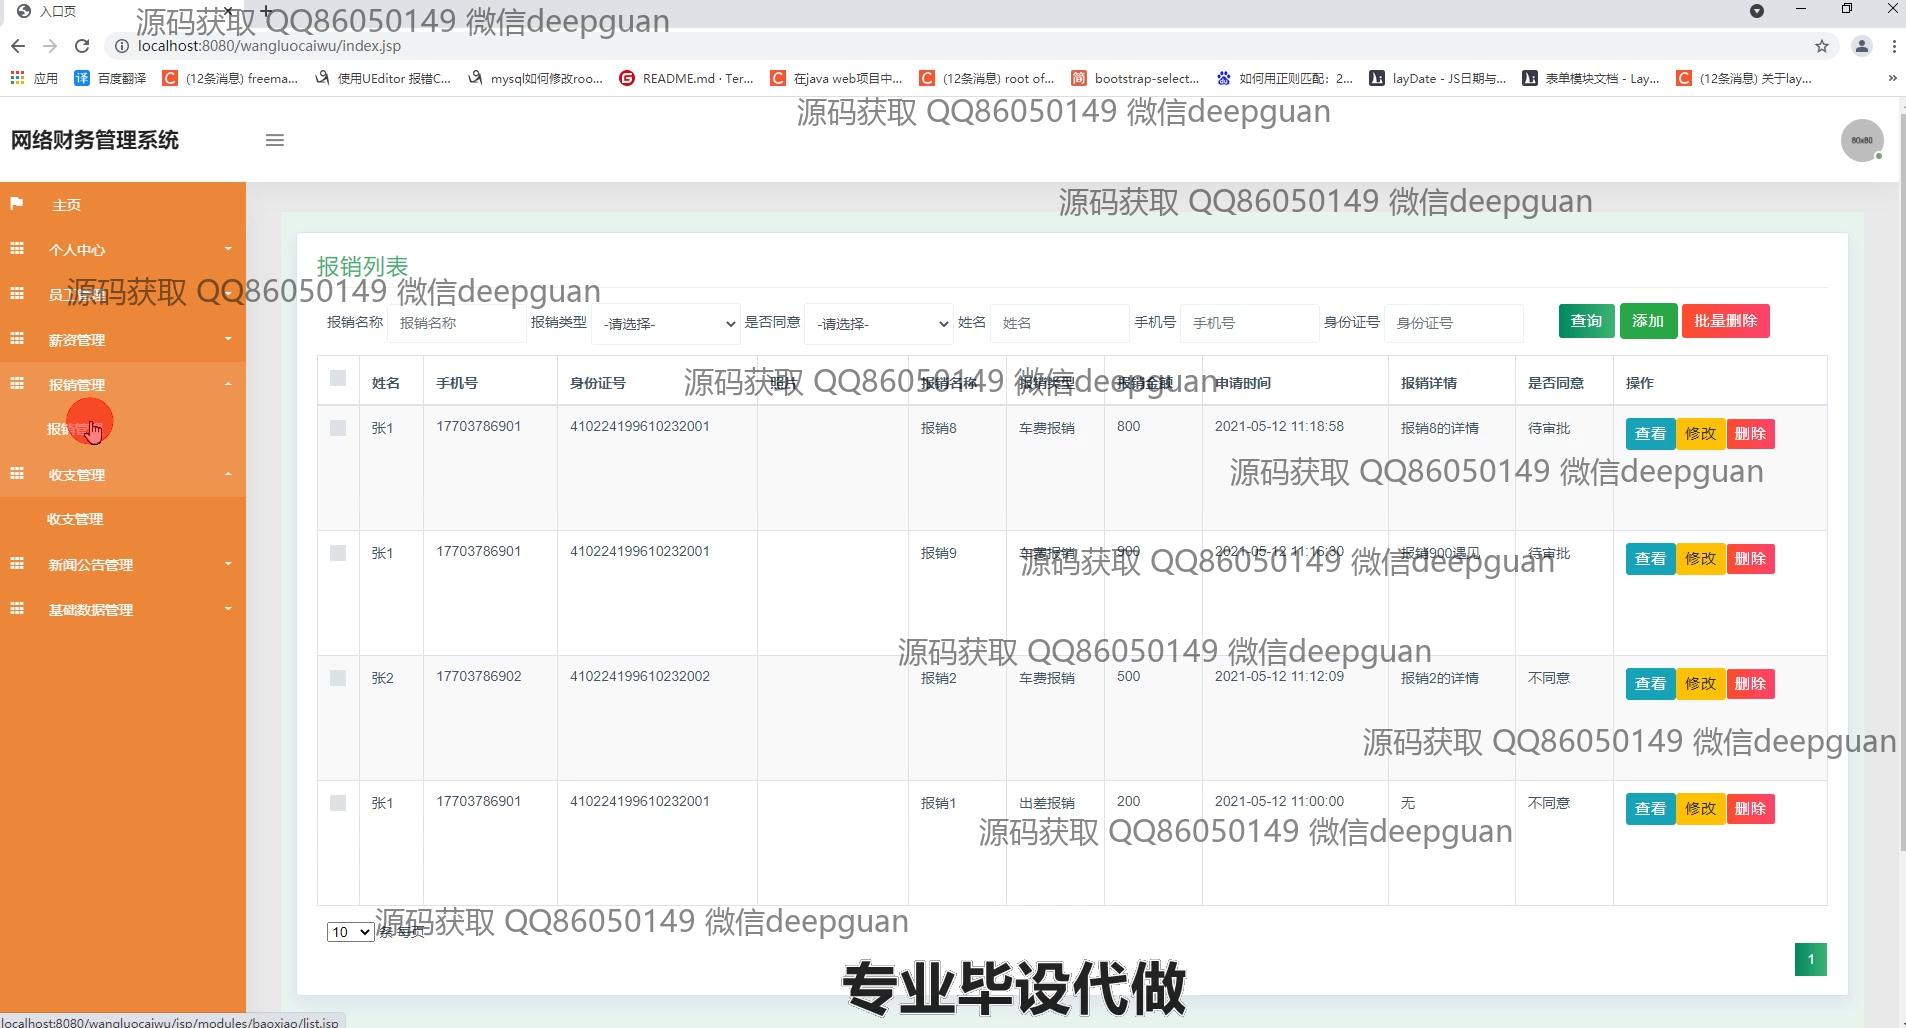 入口页
源码获取 QQ86050149 微信deepguan
localhost:8080/wangluocaiwu/index.jsp
应用 百度翻译 (12条消息) freema... 使用UEditor 报错C... mysql如何修改roo... README.md · Ter... 在java web项目中... (12条消息) root of... bootstrap-select... 如何用正则匹配：2... layDate - JS日期与... 表单模块文档 - Lay... (12条消息) 关于lay... »
源码获取 QQ86050149 微信deepguan
网络财务管理系统
80x80
源码获取 QQ86050149 微信deepguan
主页
个人中心
员工管理
薪资管理
报销管理
报销管理
收支管理
收支管理
新闻公告管理
基础数据管理
报销列表
源码获取 QQ86050149 微信deepguan
报销名称 报销名称 报销类型 -请选择- 是否同意 -请选择- 姓名 姓名 手机号 手机号 身份证号 身份证号 查询 添加 批量删除
姓名 手机号 身份证号 照片 报销名称 报销类型 报销金额 申请时间 报销详情 是否同意 操作
源码获取 QQ86050149 微信deepguan
张1 17703786901 410224199610232001 报销8 车费报销 800 2021-05-12 11:18:58 报销8的详情 待审批 查看 修改 删除
源码获取 QQ86050149 微信deepguan
张1 17703786901 410224199610232001 报销9 车费报销 900 2021-05-12 11:16:30 报销900遇见 待审批 查看 修改 删除
源码获取 QQ86050149 微信deepguan
源码获取 QQ86050149 微信deepguan
张2 17703786902 410224199610232002 报销2 车费报销 500 2021-05-12 11:12:09 报销2的详情 不同意 查看 修改 删除
源码获取 QQ86050149 微信deepguan
张1 17703786901 410224199610232001 报销1 出差报销 200 2021-05-12 11:00:00 无 不同意 查看 修改 删除
源码获取 QQ86050149 微信deepguan
10 条 每页
源码获取 QQ86050149 微信deepguan
1
专业毕设代做
localhost:8080/wangluocaiwu/jsp/modules/baoxiao/list.jsp